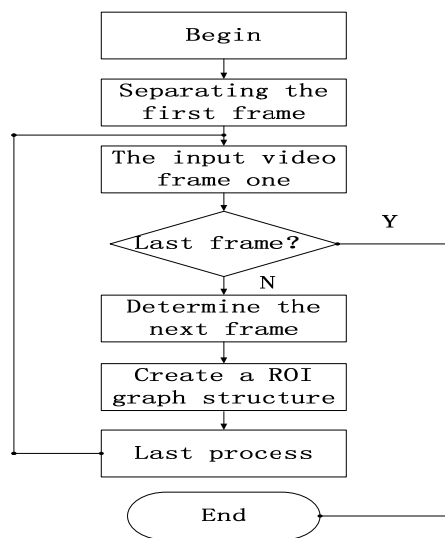 Begin
Separating the
first frame
The input video
frame one
Last frame?
Y
N
Determine the
next frame
Create a ROI
graph structure
Last process
End